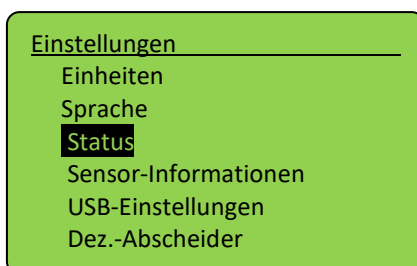 Einstellungen
Einheiten
Sprache
Status
Sensor-Informationen
USB-Einstellungen
Dez.-Abscheider